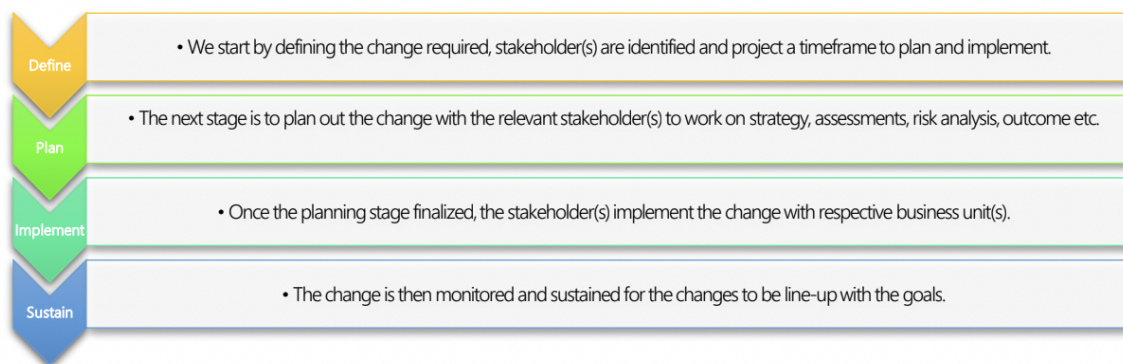 Define
• We start by defining the change required, stakeholder(s) are identified and project a timeframe to plan and implement.
Plan
• The next stage is to plan out the change with the relevant stakeholder(s) to work on strategy, assessments, risk analysis, outcome etc.
Implement
• Once the planning stage finalized, the stakeholder(s) implement the change with respective business unit(s).
Sustain
• The change is then monitored and sustained for the changes to be line-up with the goals.